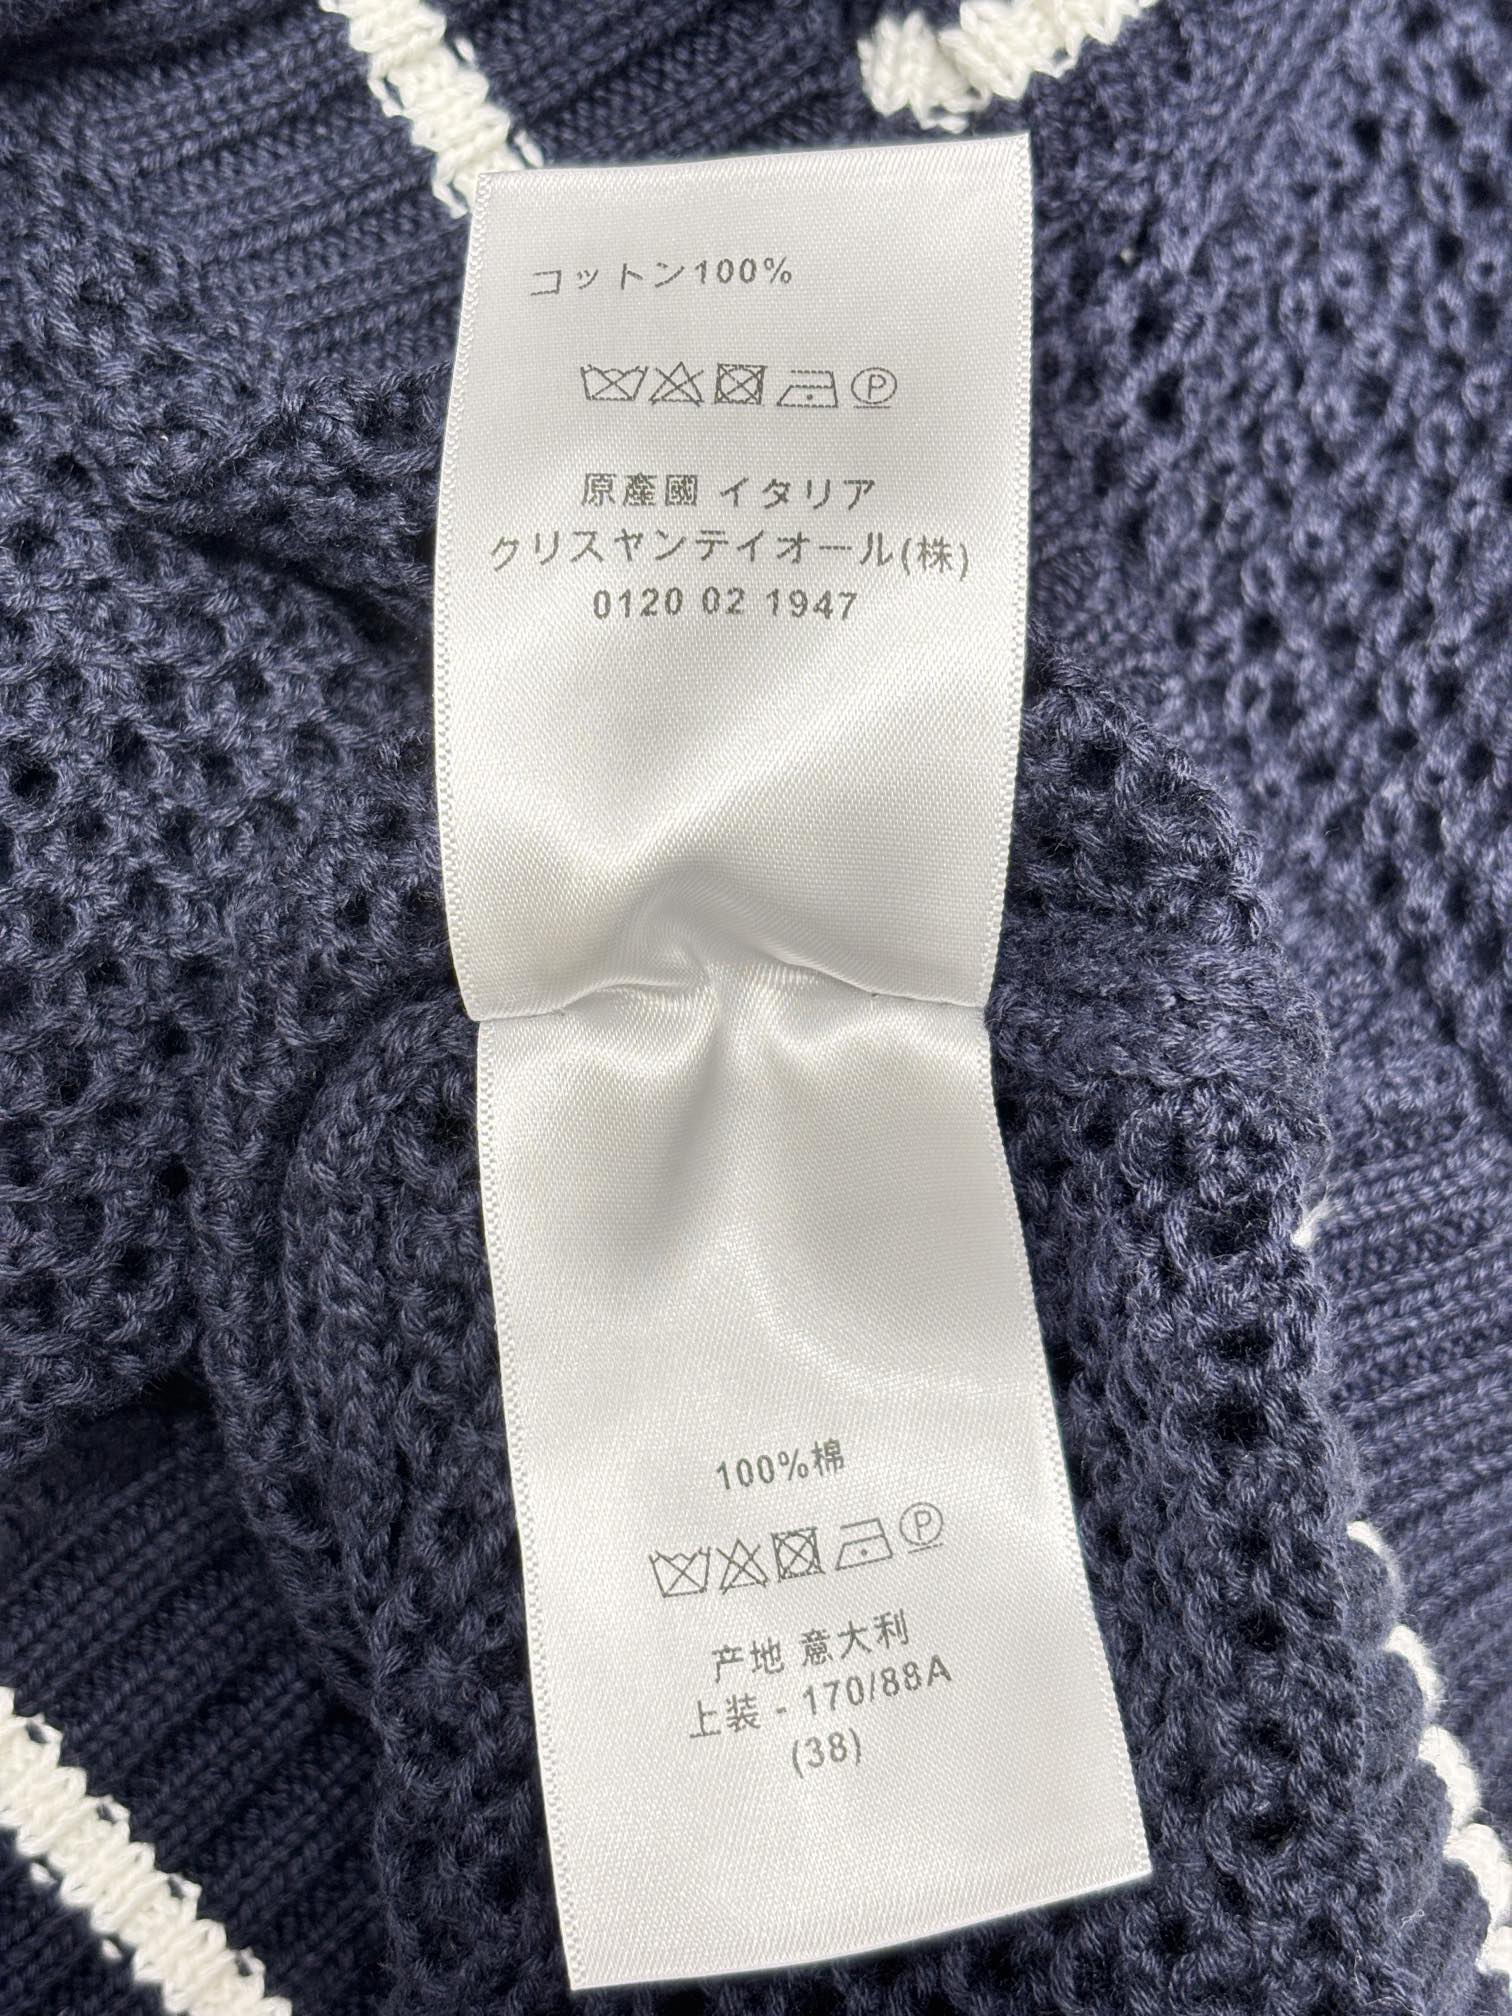 コットン100%
P
原產國 イタリア
クリスヤンテイオール(株)
0120 02 1947
100%棉
P
产地 意大利
上装 - 170/88A
(38)